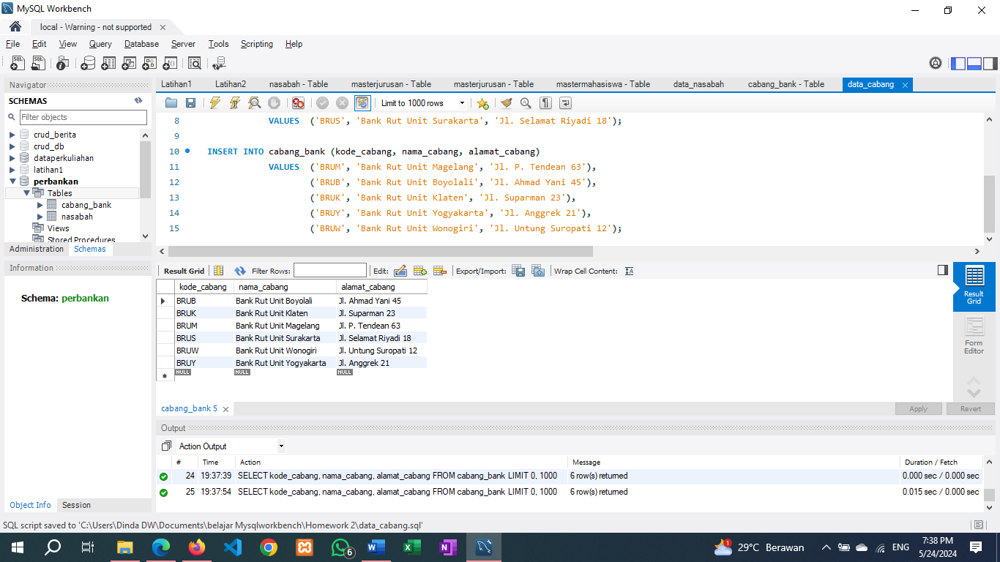 MySQL Workbench
local - Warning - not supported
File Edit View Query Database Server Tools Scripting Help
Navigator
SCHEMAS
Filter objects
crud_berita
crud_db
dataperkuliahan
latihan1
perbankan
Tables
cabang_bank
nasabah
Views
Stored Procedures
Administration Schemas
Information
Schema: perbankan
Object Info Session
Latihan1 Latihan2 nasabah - Table masterjurusan - Table masterjurusan - Table mastermahasiswa - Table data_nasabah cabang_bank - Table data_cabang
Limit to 1000 rows
8 VALUES ('BRUS', 'Bank Rut Unit Surakarta', 'Jl. Selamat Riyadi 18');
9
10 INSERT INTO cabang_bank (kode_cabang, nama_cabang, alamat_cabang)
11 VALUES ('BRUM', 'Bank Rut Unit Magelang', 'Jl. P. Tendean 63'),
12 ('BRUB', 'Bank Rut Unit Boyolali', 'Jl. Ahmad Yani 45'),
13 ('BRUK', 'Bank Rut Unit Klaten', 'Jl. Suparman 23'),
14 ('BRUY', 'Bank Rut Unit Yogyakarta', 'Jl. Anggrek 21'),
15 ('BRUW', 'Bank Rut Unit Wonogiri', 'Jl. Untung Suropati 12');
Result Grid Filter Rows: Edit: Export/Import: Wrap Cell Content:
kode_cabang nama_cabang alamat_cabang
BRUB Bank Rut Unit Boyolali Jl. Ahmad Yani 45
BRUK Bank Rut Unit Klaten Jl. Suparman 23
BRUM Bank Rut Unit Magelang Jl. P. Tendean 63
BRUS Bank Rut Unit Surakarta Jl. Selamat Riyadi 18
BRUW Bank Rut Unit Wonogiri Jl. Untung Suropati 12
BRUY Bank Rut Unit Yogyakarta Jl. Anggrek 21
NULL NULL NULL
Result
Grid
Form
Editor
cabang_bank 5
Apply Revert
Output
Action Output
# Time Action Message Duration / Fetch
24 19:37:39 SELECT kode_cabang, nama_cabang, alamat_cabang FROM cabang_bank LIMIT 0, 1000 6 row(s) returned 0.000 sec / 0.000 sec
25 19:37:54 SELECT kode_cabang, nama_cabang, alamat_cabang FROM cabang_bank LIMIT 0, 1000 6 row(s) returned 0.015 sec / 0.000 sec
SQL script saved to 'C:\Users\Dinda DW\Documents\belajar Mysqlworkbench\Homework 2\data_cabang.sql'
6
1
29°C Berawan
ENG
7:38 PM
5/24/2024